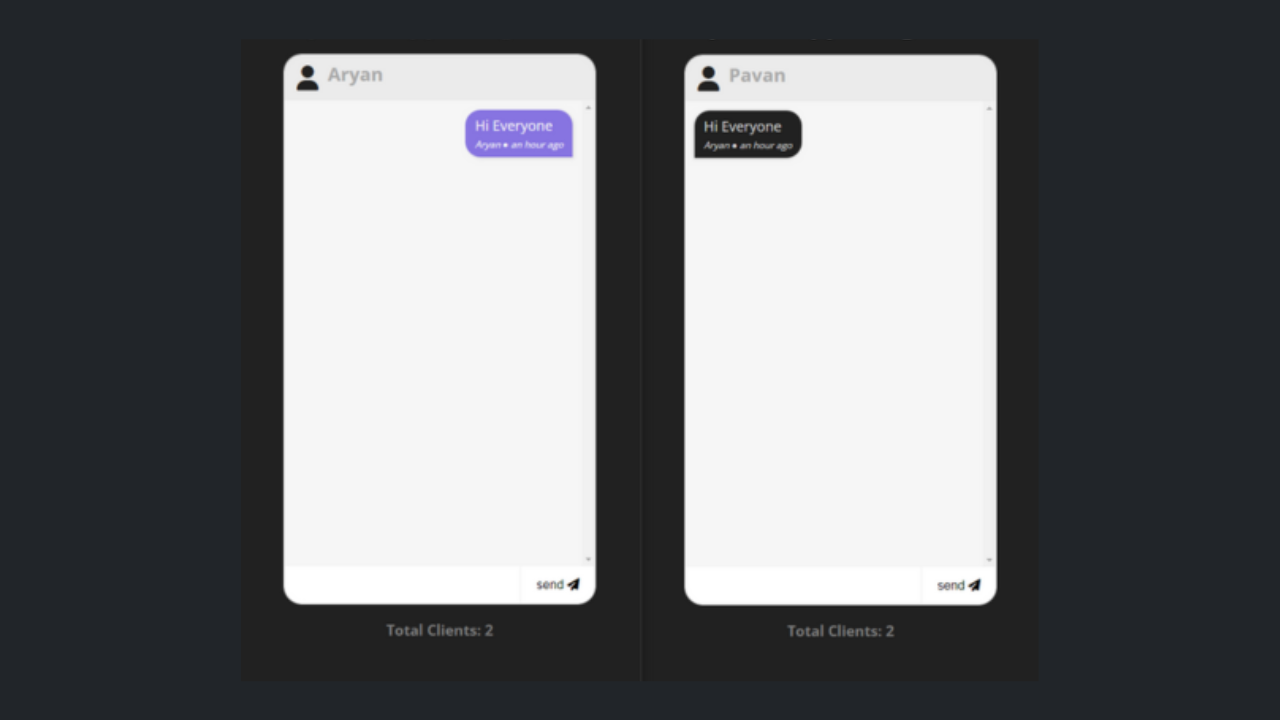 Aryan
Hi Everyone
Aryan • an hour ago
send
Total Clients: 2
Pavan
Hi Everyone
Aryan • an hour ago
send
Total Clients: 2